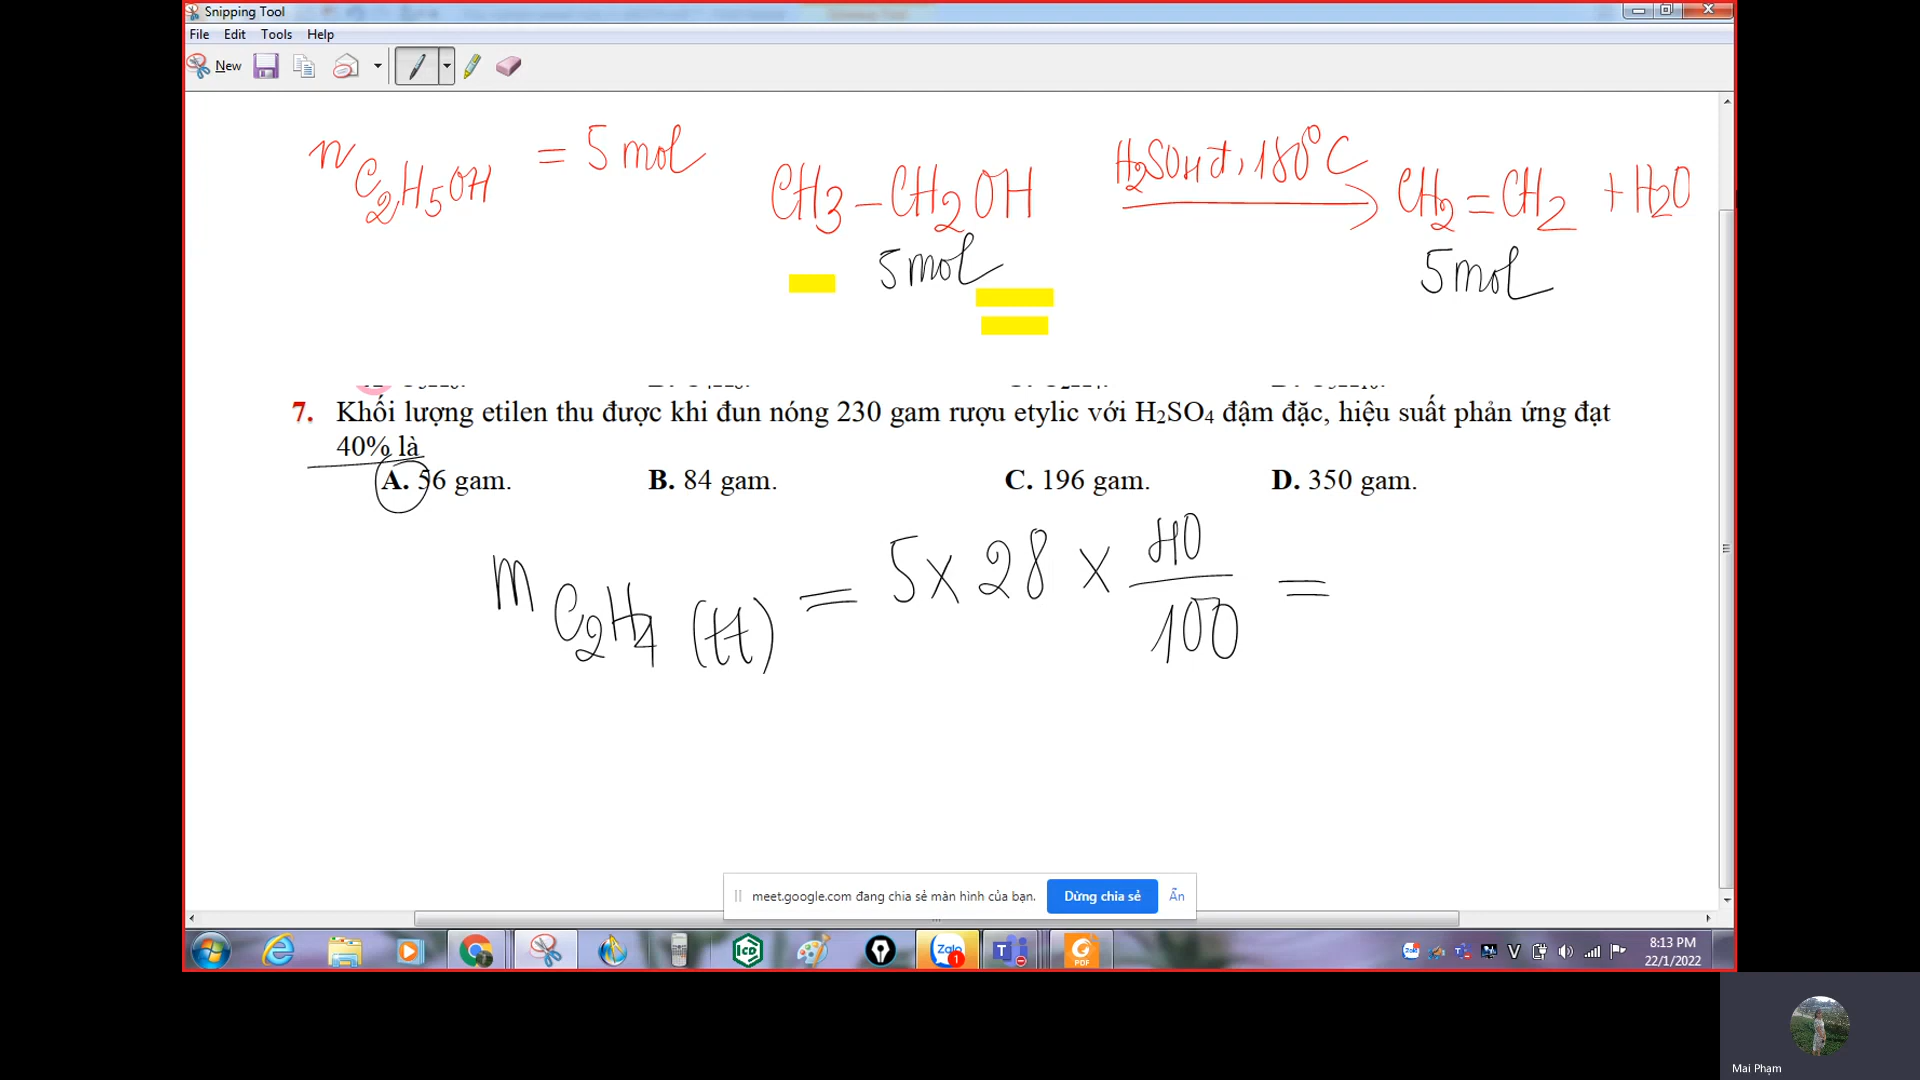 Snipping Tool
File Edit Tools Help
New
n C₂H₅OH = 5 mol
CH3 – CH2OH H2SO4 đ, 180°C CH2 = CH2 + H2O
5 mol 5 mol
7. Khối lượng etilen thu được khi đun nóng 230 gam rượu etylic với H₂SO₄ đậm đặc, hiệu suất phản ứng đạt
40% là
A. 56 gam. B. 84 gam. C. 196 gam. D. 350 gam.
m C₂H₄ (tt) = 5 x 28 x 40/100 =
meet.google.com đang chia sẻ màn hình của bạn. Dừng chia sẻ Ẩn
Zalo 1
8:13 PM
22/1/2022
Mai Phạm